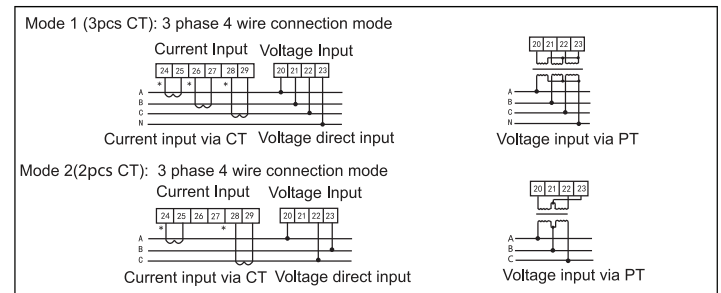 Mode 1 (3pcs CT): 3 phase 4 wire connection mode
Current Input Voltage Input
24 25 26 27 28 29 20 21 22 23 20 21 22 23
* * *
A A
B B
C C
N N
Current input via CT Voltage direct input Voltage input via PT
Mode 2(2pcs CT): 3 phase 4 wire connection mode
Current Input Voltage Input
24 25 26 27 28 29 20 21 22 23 20 21 22 23
* *
A A
B B
C C
Current input via CT Voltage direct input Voltage input via PT